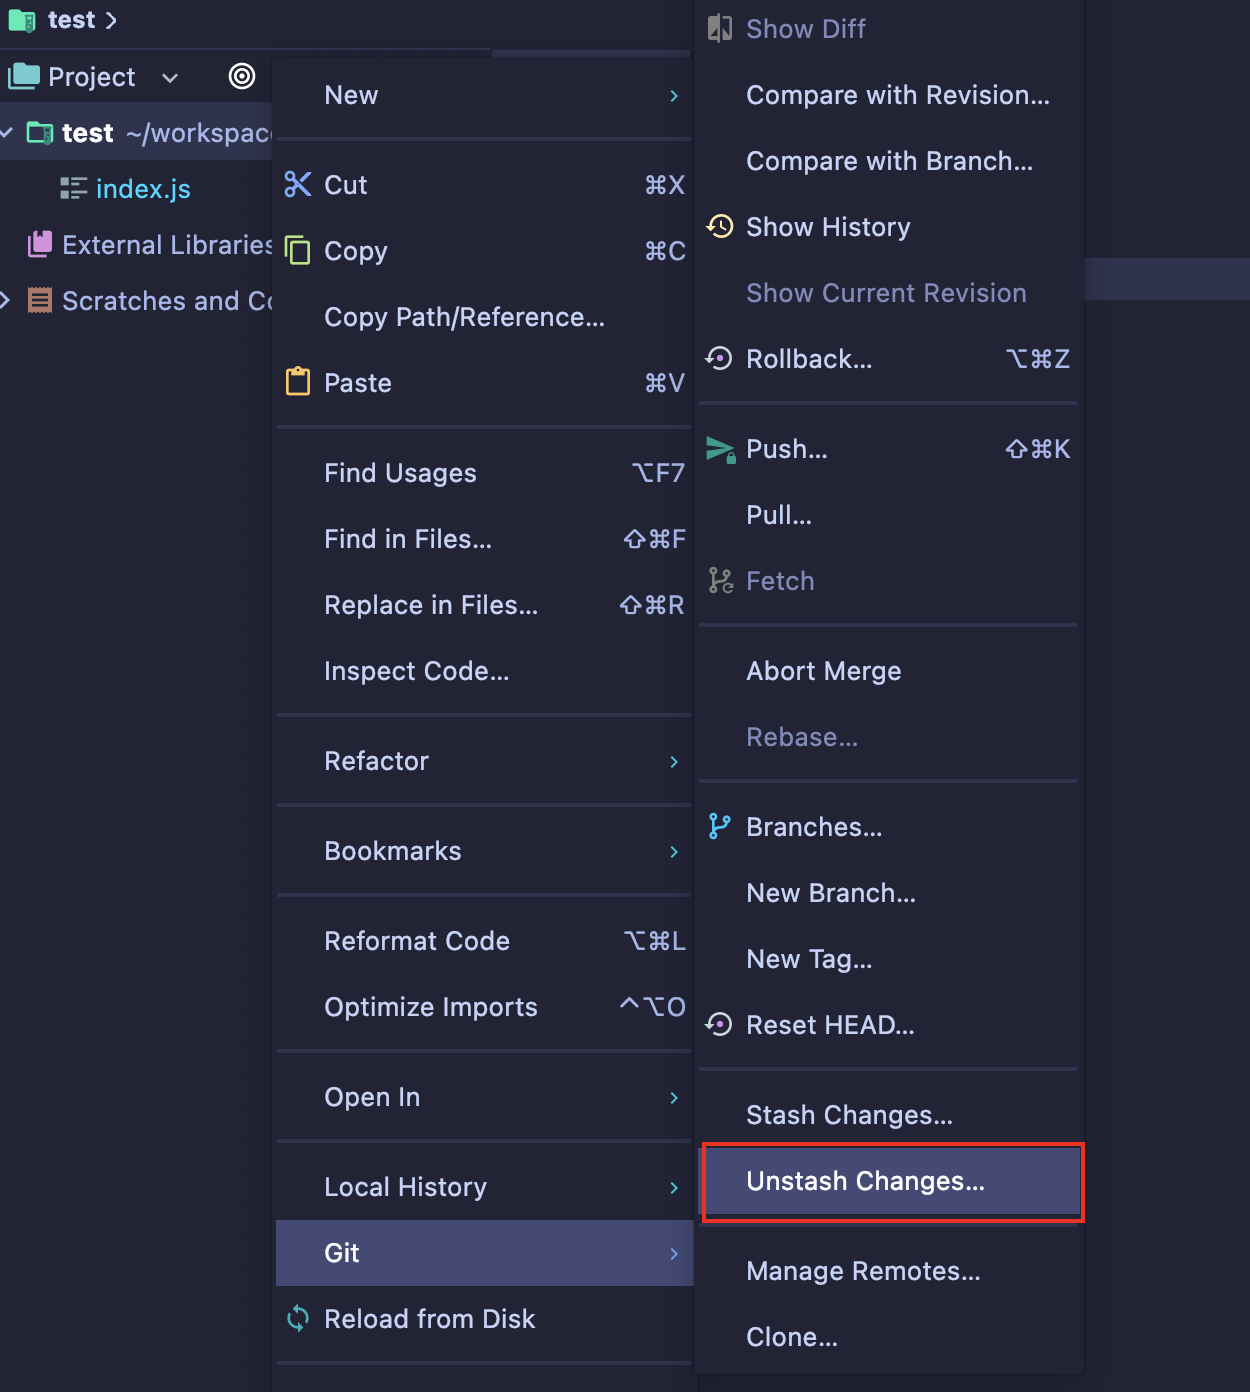 test
Project
test ~/workspac
index.js
External Libraries
Scratches and Co
New
Cut ⌘X
Copy ⌘C
Copy Path/Reference...
Paste ⌘V
Find Usages ⌥F7
Find in Files... ⇧⌘F
Replace in Files... ⇧⌘R
Inspect Code...
Refactor
Bookmarks
Reformat Code ⌥⌘L
Optimize Imports ^⌥O
Open In
Local History
Git
Reload from Disk
Show Diff
Compare with Revision...
Compare with Branch...
Show History
Show Current Revision
Rollback... ⌥⌘Z
Push... ⇧⌘K
Pull...
Fetch
Abort Merge
Rebase...
Branches...
New Branch...
New Tag...
Reset HEAD...
Stash Changes...
Unstash Changes...
Manage Remotes...
Clone...